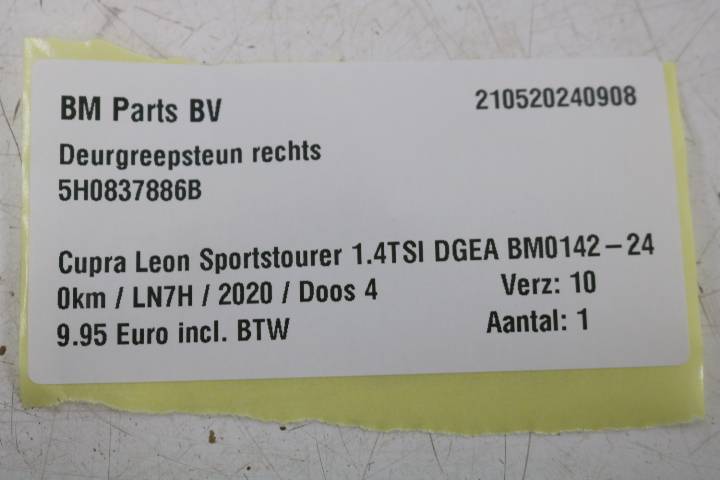 BM Parts BV 210520240908
Deurgreepsteun rechts
5H0837886B
Cupra Leon Sportstourer 1.4TSI DGEA BM0142-24
0km / LN7H / 2020 / Doos 4 Verz: 10
9.95 Euro incl. BTW Aantal: 1